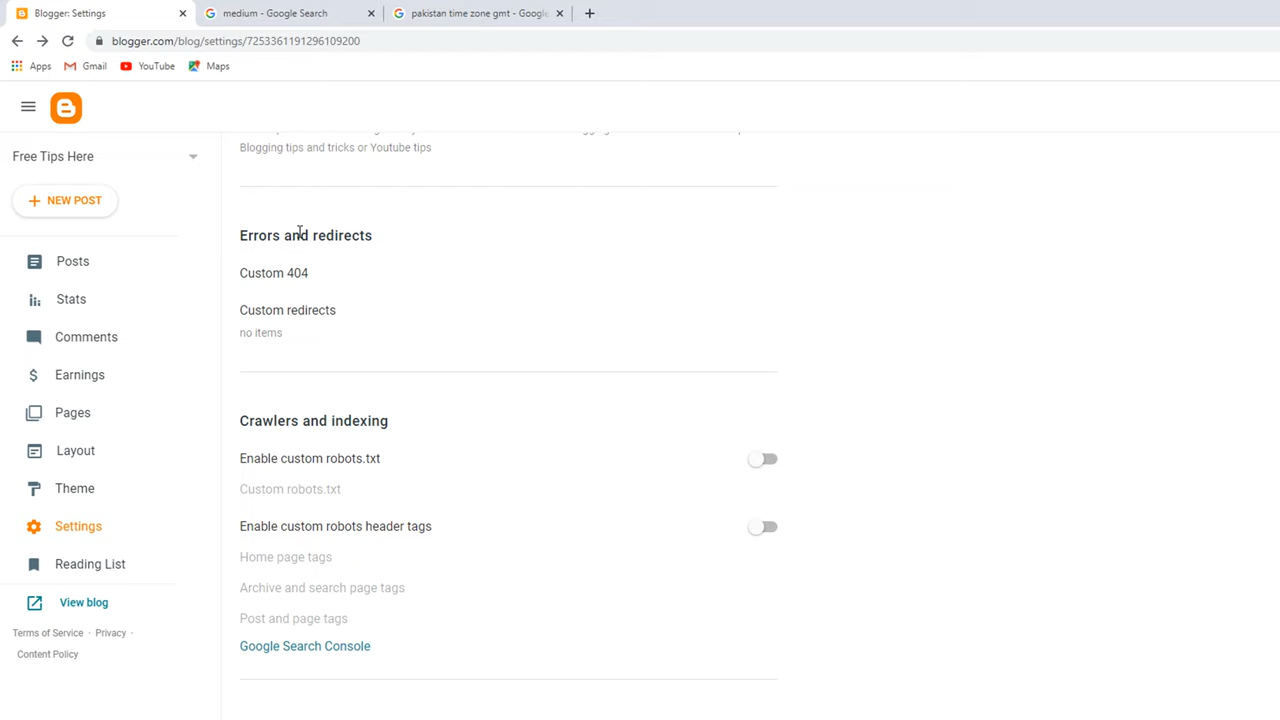 Blogger: Settings
medium - Google Search
pakistan time zone gmt - Google
blogger.com/blog/settings/7253361191296109200
Apps
Gmail
YouTube
Maps
Free Tips Here
NEW POST
Posts
Stats
Comments
Earnings
Pages
Layout
Theme
Settings
Reading List
View blog
Terms of Service · Privacy ·
Content Policy
Blogging tips and tricks or Youtube tips
Errors and redirects
Custom 404
Custom redirects
no items
Crawlers and indexing
Enable custom robots.txt
Custom robots.txt
Enable custom robots header tags
Home page tags
Archive and search page tags
Post and page tags
Google Search Console